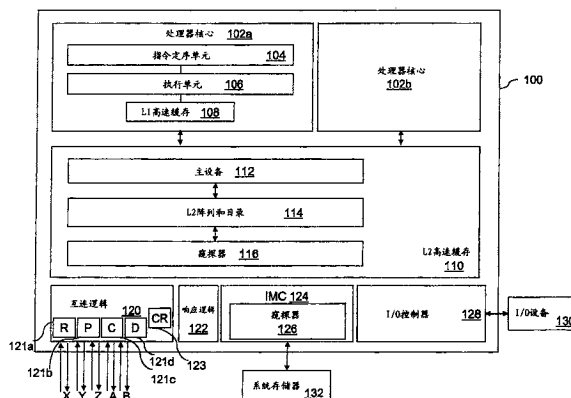 处理器核心 102a
指令定序单元 104
执行单元 106
L1高速缓存 108
处理器核心
102b
100
主设备 112
L2阵列和目录 114
窥探器 116
L2高速缓存
110
互连逻辑
120
R P C D CR
121a
121b
121c
121d
123
响应逻辑
122
IMC 124
窥探器
126
I/O控制器
128
I/O设备
130
系统存储器
132
X Y Z A B